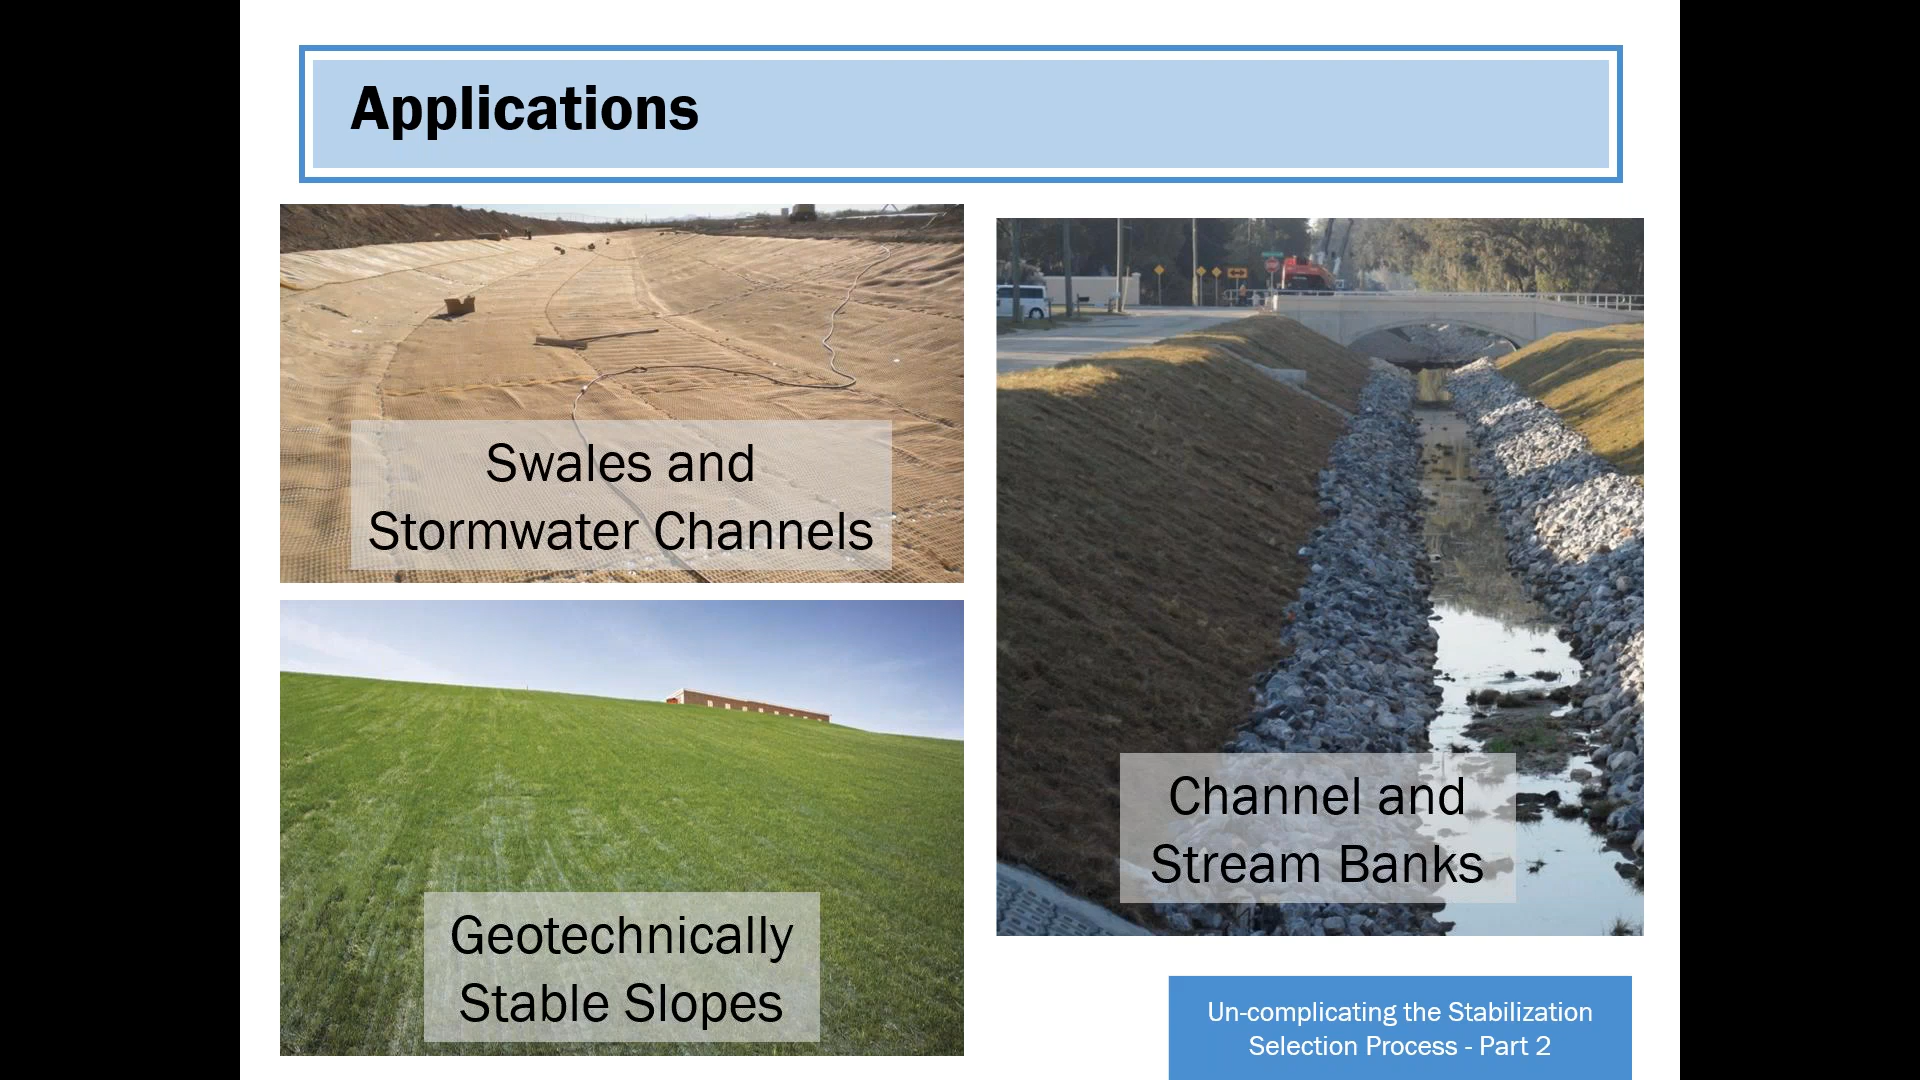 Applications
Swales and
Stormwater Channels
Geotechnically
Stable Slopes
Channel and
Stream Banks
Un-complicating the Stabilization
Selection Process - Part 2